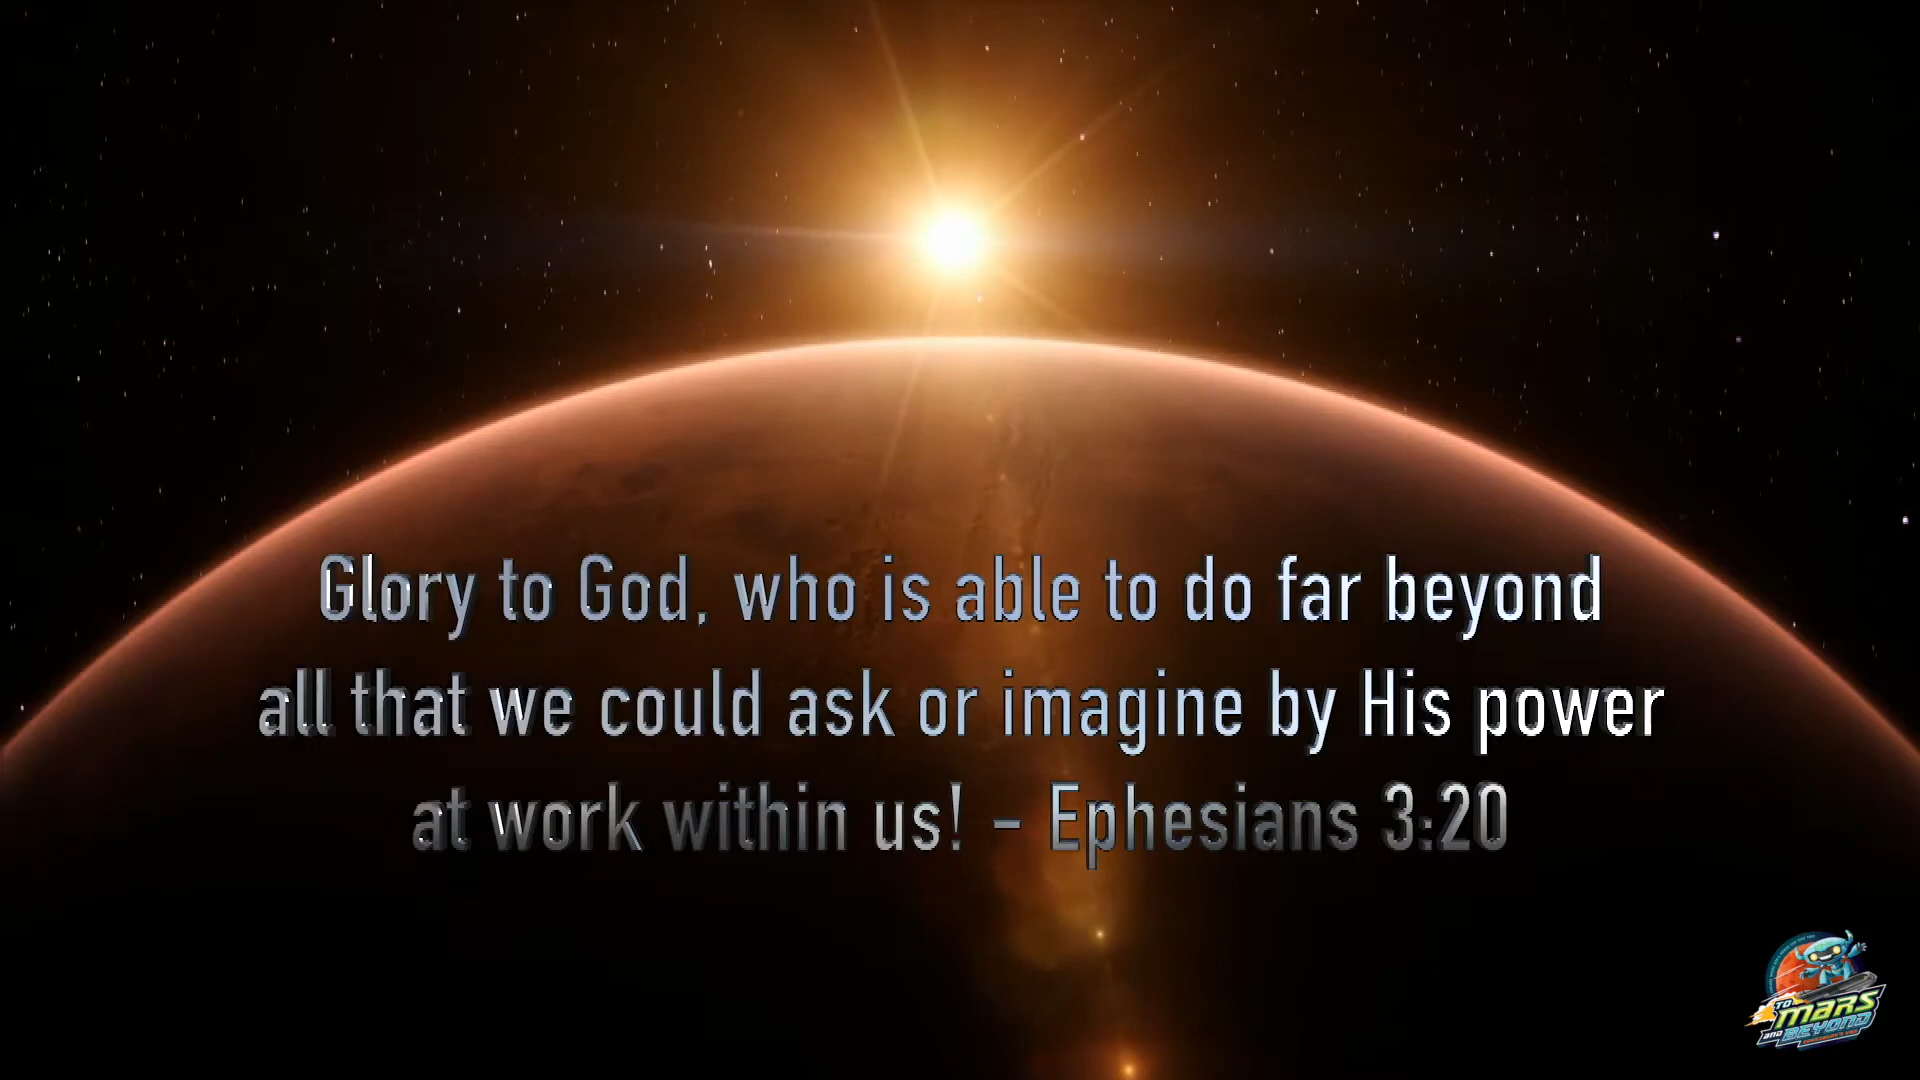 Glory to God, who is able to do far beyond
all that we could ask or imagine by His power
at work within us! – Ephesians 3:20
TO
MARS
AND BEYOND